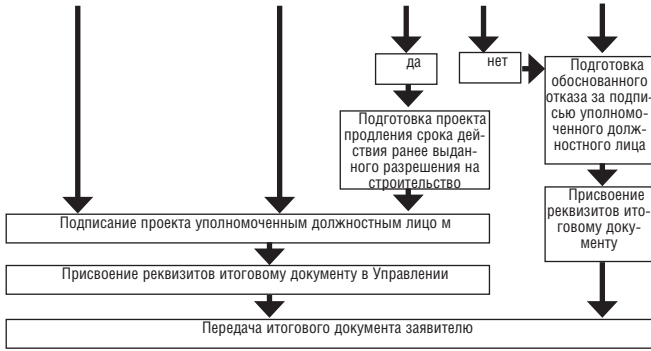 да
нет
Подготовка
обоснованного
отказа за подпи-
сью уполномо-
ченного долж-
ностного лица
Подготовка проекта
продления срока дей-
ствия ранее выдан-
ного разрешения на
строительство
Присвоение
реквизитов ито-
говому доку-
менту
Подписание проекта уполномоченным должностным лицо м
Присвоение реквизитов итоговому документу в Управлении
Передача итогового документа заявителю